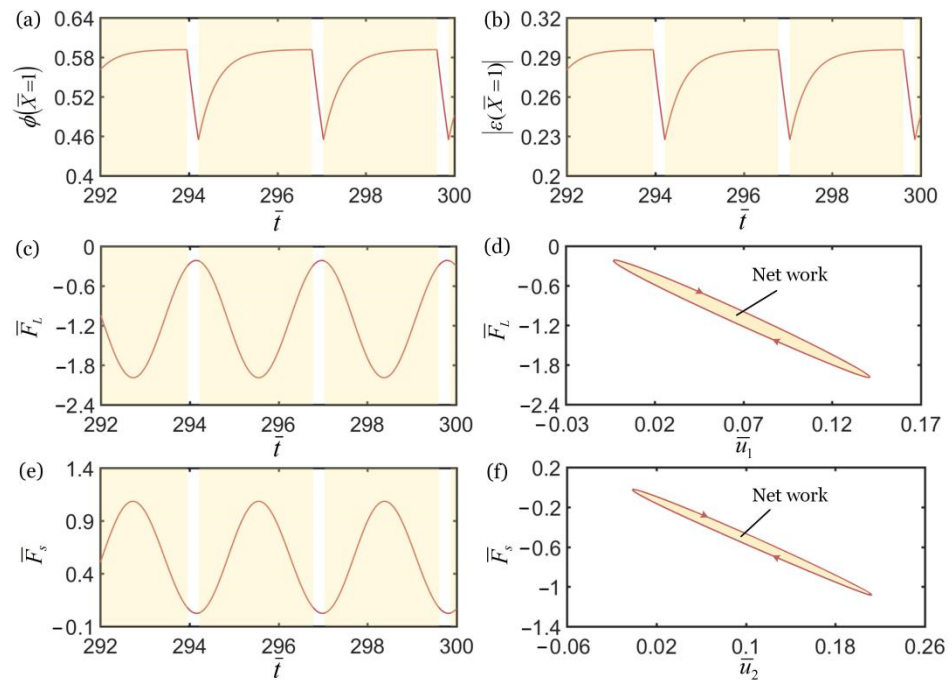 (a)
0.64
0.58
0.52
0.46
0.4
ϕ(X̄=1)
292 294 296 298 300
t̄
(b)
0.32
0.29
0.26
0.23
0.2
|ε(X̄=1)|
292 294 296 298 300
t̄
(c)
0
−0.6
−1.2
−1.8
−2.4
F̄_L
292 294 296 298 300
t̄
(d)
0
−0.6
−1.2
−1.8
−2.4
F̄_L
Net work
−0.03 0.02 0.07 0.12 0.17
ū₁
(e)
1.4
0.9
0.4
−0.1
F̄_s
292 294 296 298 300
t̄
(f)
0.2
−0.2
−0.6
−1
−1.4
F̄_s
Net work
−0.06 0.02 0.1 0.18 0.26
ū₂